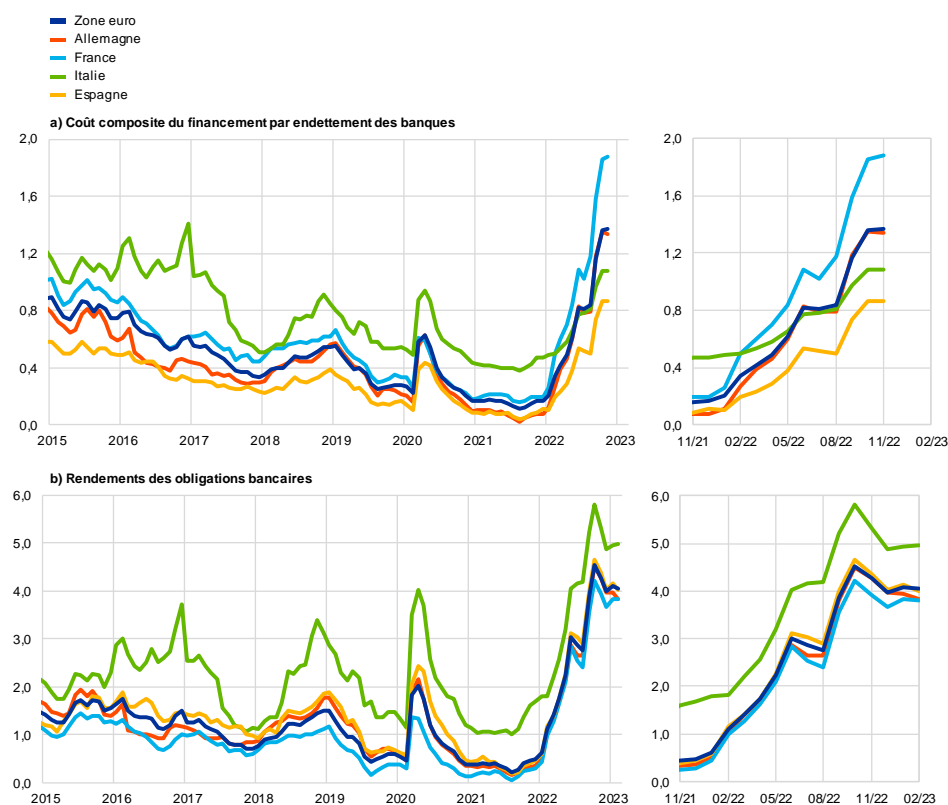 Zone euro
Allemagne
France
Italie
Espagne
a) Coût composite du financement par endettement des banques
2,0
1,6
1,2
0,8
0,4
0,0
2015 2016 2017 2018 2019 2020 2021 2022 2023
2,0
1,6
1,2
0,8
0,4
0,0
11/21 02/22 05/22 08/22 11/22 02/23
b) Rendements des obligations bancaires
6,0
5,0
4,0
3,0
2,0
1,0
0,0
2015 2016 2017 2018 2019 2020 2021 2022 2023
6,0
5,0
4,0
3,0
2,0
1,0
0,0
11/21 02/22 05/22 08/22 11/22 02/23